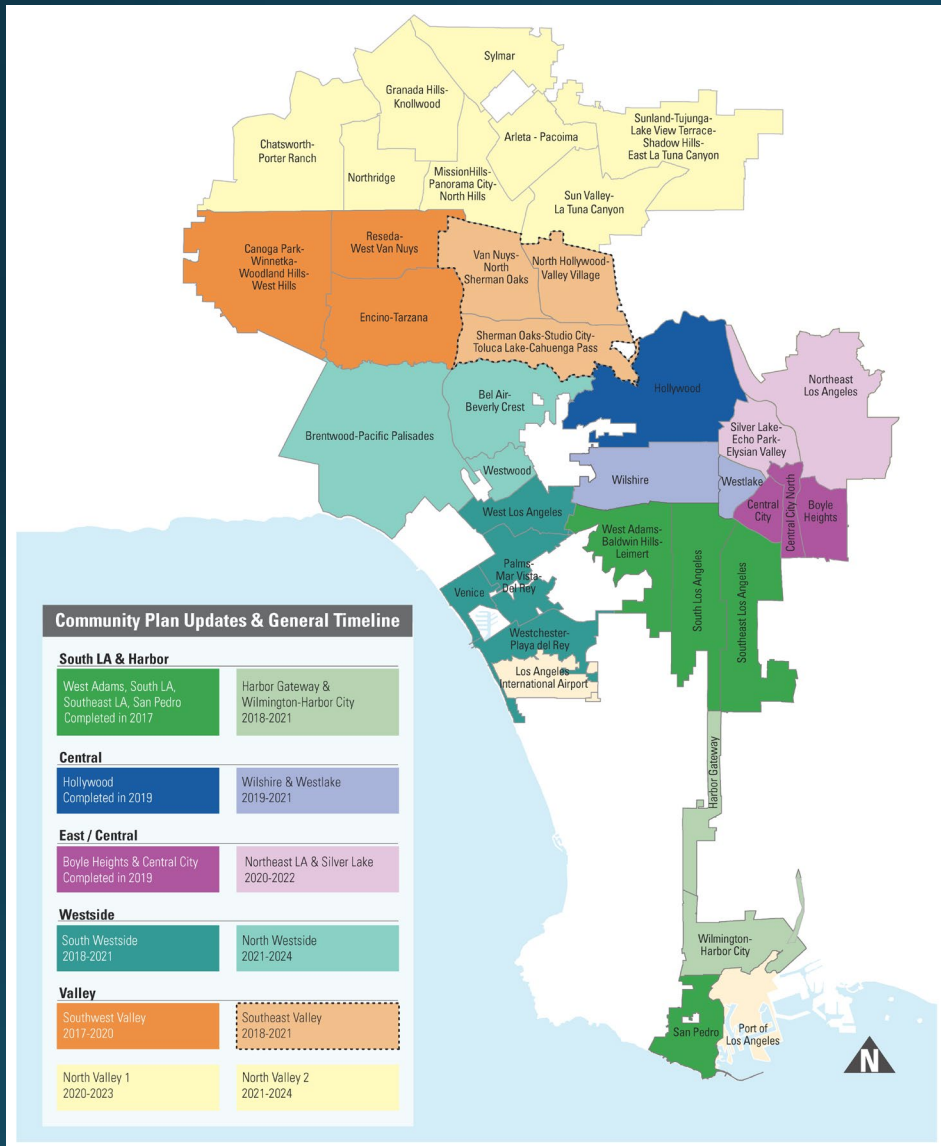 Sylmar
Granada Hills-
Knollwood
Sunland-Tujunga-
Lake View Terrace-
Shadow Hills-
East La Tuna Canyon
Arleta - Pacoima
Chatsworth-
Porter Ranch
Northridge
MissionHills-
Panorama City-
North Hills
Sun Valley-
La Tuna Canyon
Canoga Park-
Winnetka-
Woodland Hills-
West Hills
Reseda-
West Van Nuys
Van Nuys-
North
Sherman Oaks
North Hollywood-
Valley Village
Encino-Tarzana
Sherman Oaks-Studio City-
Toluca Lake-Cahuenga Pass
Hollywood
Northeast
Los Angeles
Bel Air-
Beverly Crest
Brentwood-Pacific Palisades
Silver Lake-
Echo Park-
Elysian Valley
Westwood
Wilshire
Westlake
Central
City
Central City North
Boyle
Heights
West Los Angeles
West Adams-
Baldwin Hills-
Leimert
South Los Angeles
Southeast Los Angeles
Palms-
Mar Vista-
Del Rey
Venice
Westchester-
Playa del Rey
Los Angeles
International Airport
Harbor Gateway
Wilmington-
Harbor City
San Pedro
Port of
Los Angeles
N
Community Plan Updates & General Timeline
South LA & Harbor
West Adams, South LA,
Southeast LA, San Pedro
Completed in 2017
Harbor Gateway &
Wilmington-Harbor City
2018-2021
Central
Hollywood
Completed in 2019
Wilshire & Westlake
2019-2021
East / Central
Boyle Heights & Central City
Completed in 2019
Northeast LA & Silver Lake
2020-2022
Westside
South Westside
2018-2021
North Westside
2021-2024
Valley
Southwest Valley
2017-2020
Southeast Valley
2018-2021
North Valley 1
2020-2023
North Valley 2
2021-2024